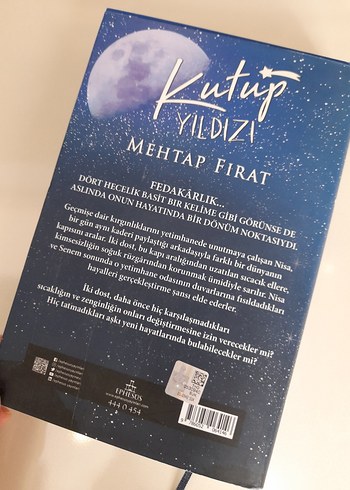 Kutup
YILDIZI
MEHTAP FIRAT
FEDAKÂRLIK...
DÖRT HECELİK BASİT BİR KELİME GİBİ GÖRÜNSE DE
ASLINDA ONUN HAYATINDA BİR DÖNÜM NOKTASIYDI.
Geçmişe dair kırgınlıklarını yetimhanede unutmaya çalışan Nisa,
bir gün aynı kaderi paylaştığı arkadaşıyla farklı bir dünyanın
kapısını aralar. İki dost, bu kapı aralığından uzatılan sıcacık ellere,
kimsesizliğin soğuk rüzgârından korunmak ümidiyle sarılır. Nisa
ve Senem sonunda o yetimhane odasının duvarlarına fısıldadıkları
hayalleri gerçekleştirme şansı elde ederler.
İki dost, daha önce hiç karşılaşmadıkları
sıcaklığın ve zenginliğin onları değiştirmesine izin verecekler mi?
Hiç tatmadıkları aşkı yeni hayatlarında bulabilecekler mi?
EPHESUS
444 0 454